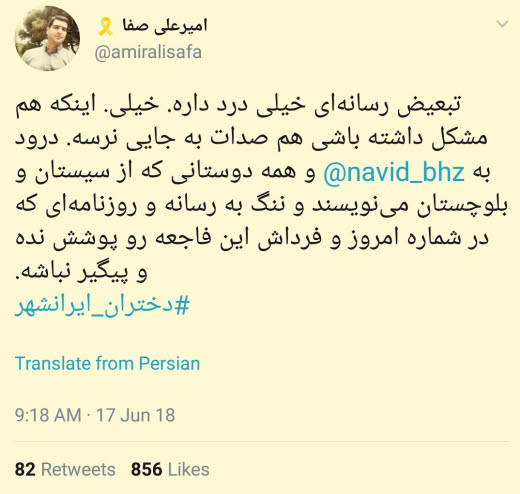 امیرعلی صفا
@amiralisafa
تبعیض رسانه‌ای خیلی درد داره. خیلی. اینکه هم
مشکل داشته باشی هم صدات به جایی نرسه. درود
به @navid_bhz و همه دوستانی که از سیستان و
بلوچستان می‌نویسند و ننگ به رسانه و روزنامه‌ای که
در شماره امروز و فرداش این فاجعه رو پوشش نده
و پیگیر نباشه.
#دختران_ایرانشهر
Translate from Persian
9:18 AM · 17 Jun 18
82 Retweets 856 Likes